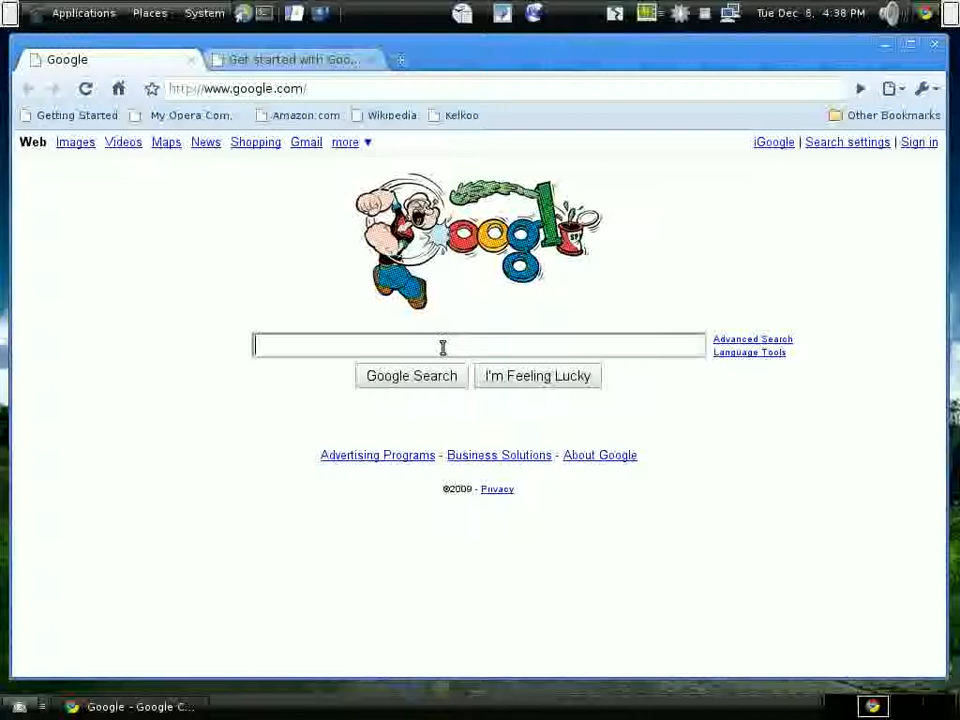 Applications Places System Tue Dec 8, 4:38 PM
Google Get started with Goo...
http://www.google.com/
Getting Started My Opera Com. Amazon.com Wikipedia Kelkoo Other Bookmarks
Web Images Videos Maps News Shopping Gmail more ▼ iGoogle | Search settings | Sign in
Googl
Advanced Search
Language Tools
Google Search I'm Feeling Lucky
Advertising Programs - Business Solutions - About Google
©2009 - Privacy
Google - Google C...